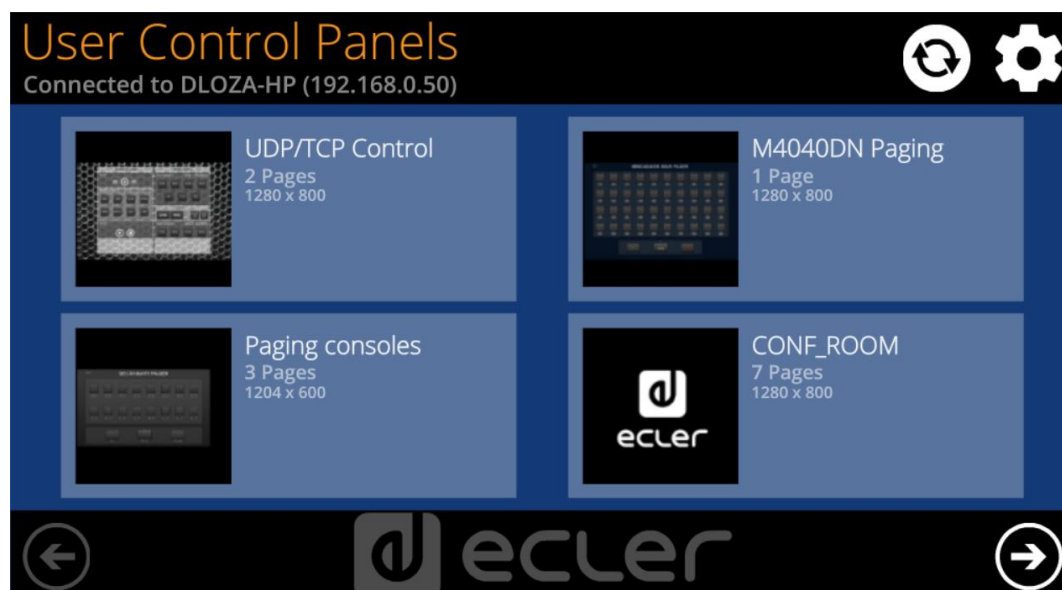 User Control Panels
Connected to DLOZA-HP (192.168.0.50)
UDP/TCP Control
2 Pages
1280 x 800
M4040DN Paging
1 Page
1280 x 800
Paging consoles
3 Pages
1204 x 600
ecler
CONF_ROOM
7 Pages
1280 x 800
ecler